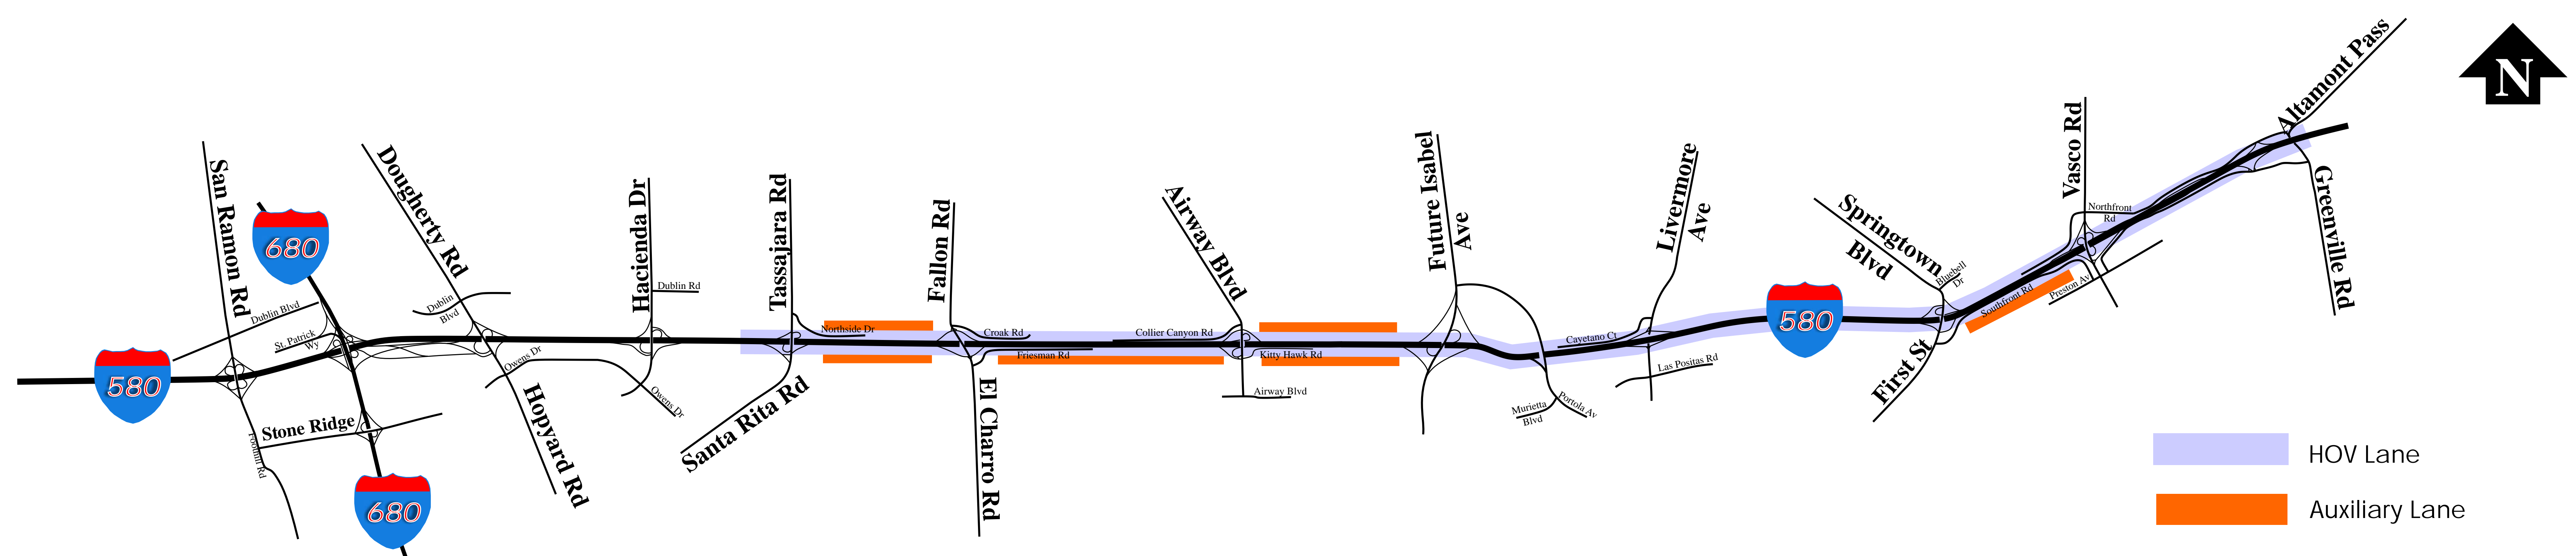 San Ramon Rd
680
Dougherty Rd
Hacienda Dr
Tassajara Rd
Fallon Rd
Airway Blvd
Future Isabel
Ave
Livermore
Ave
Springtown
Blvd
Vasco Rd
Altamont Pass
N
Dublin Blvd
St. Patrick
Wy
Dublin
Blvd
Dublin Rd
Northside Dr
Croak Rd
Collier Canyon Rd
Cayetano Ct
580
Bluebell
Dr
Northfront
Rd
Greenville Rd
580
Owens Dr
Owens Dr
Friesman Rd
Kitty Hawk Rd
Airway Blvd
Las Positas Rd
Southfront Rd
Preston Av
Stone Ridge
Foothill Rd
Hopyard Rd
Santa Rita Rd
El Charro Rd
Murietta
Blvd
Portola Av
First St
680
HOV Lane
Auxiliary Lane